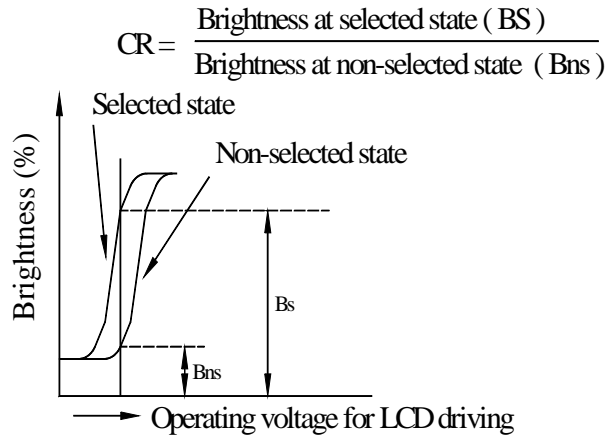 CR = Brightness at selected state ( BS )
Brightness at non-selected state ( Bns )
Selected state
Non-selected state
Brightness (%)
Bs
Bns
Operating voltage for LCD driving